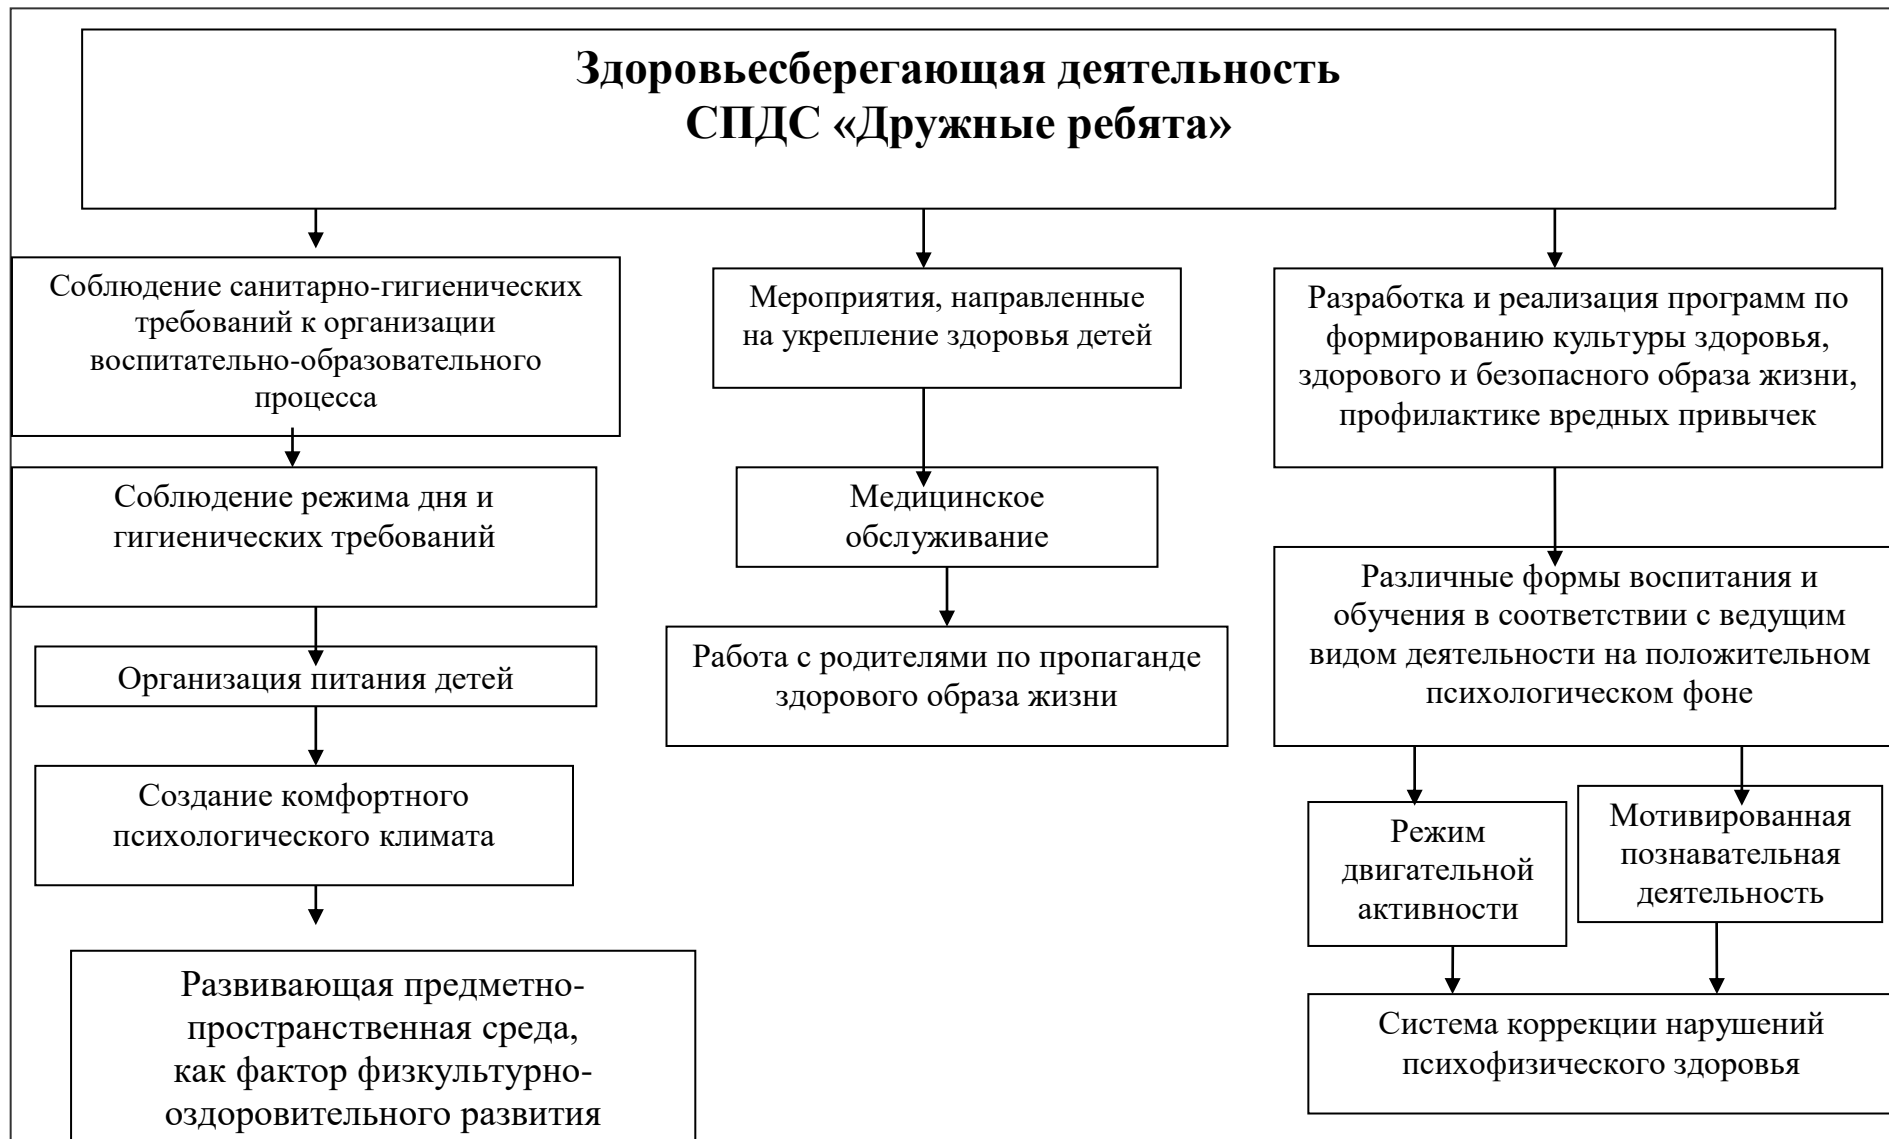 Здоровьесберегающая деятельность
СПДС «Дружные ребята»
Соблюдение санитарно-гигиенических
требований к организации
воспитательно-образовательного
процесса
Соблюдение режима дня и
гигиенических требований
Организация питания детей
Создание комфортного
психологического климата
Развивающая предметно-
пространственная среда,
как фактор физкультурно-
оздоровительного развития
Мероприятия, направленные
на укрепление здоровья детей
Медицинское
обслуживание
Работа с родителями по пропаганде
здорового образа жизни
Разработка и реализация программ по
формированию культуры здоровья,
здорового и безопасного образа жизни,
профилактике вредных привычек
Различные формы воспитания и
обучения в соответствии с ведущим
видом деятельности на положительном
психологическом фоне
Режим
двигательной
активности
Мотивированная
познавательная
деятельность
Система коррекции нарушений
психофизического здоровья